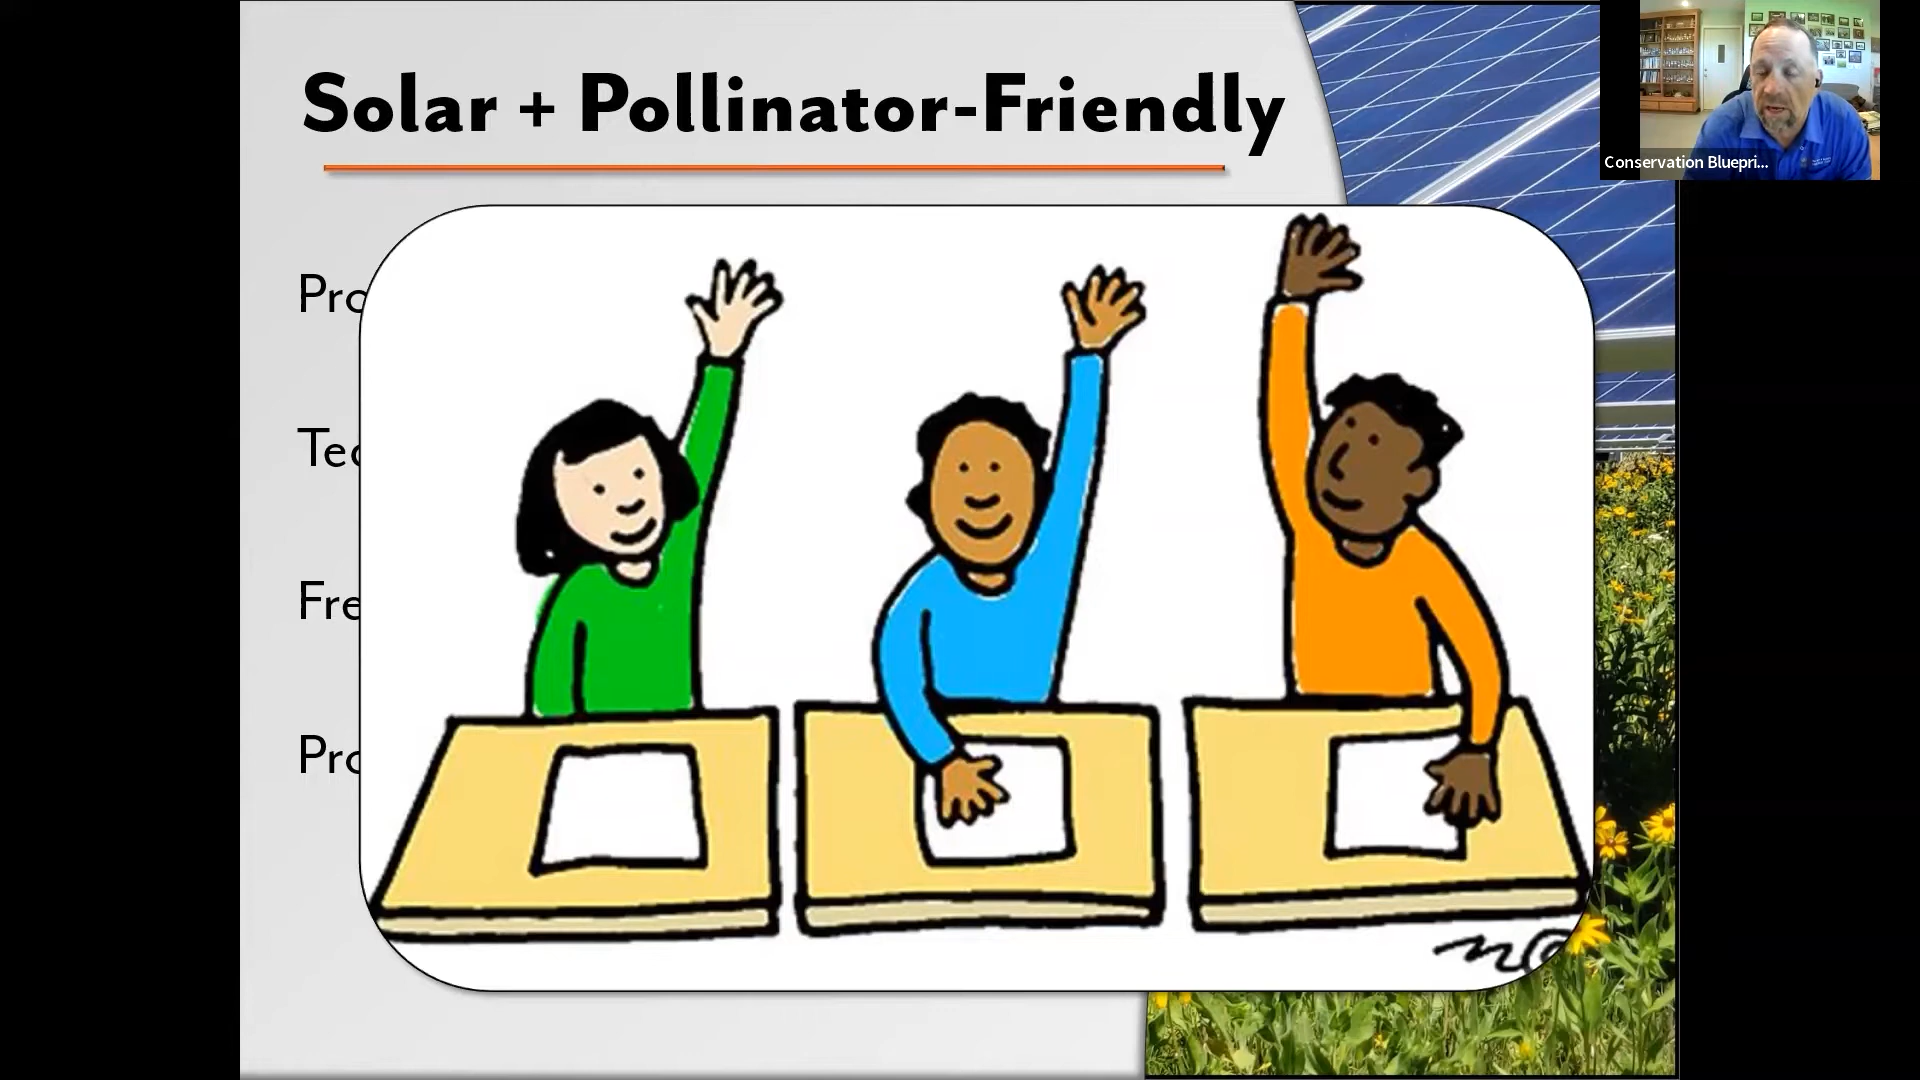 Solar + Pollinator-Friendly
Conservation Bluepri...
Pro
Tec
Fre
Pro